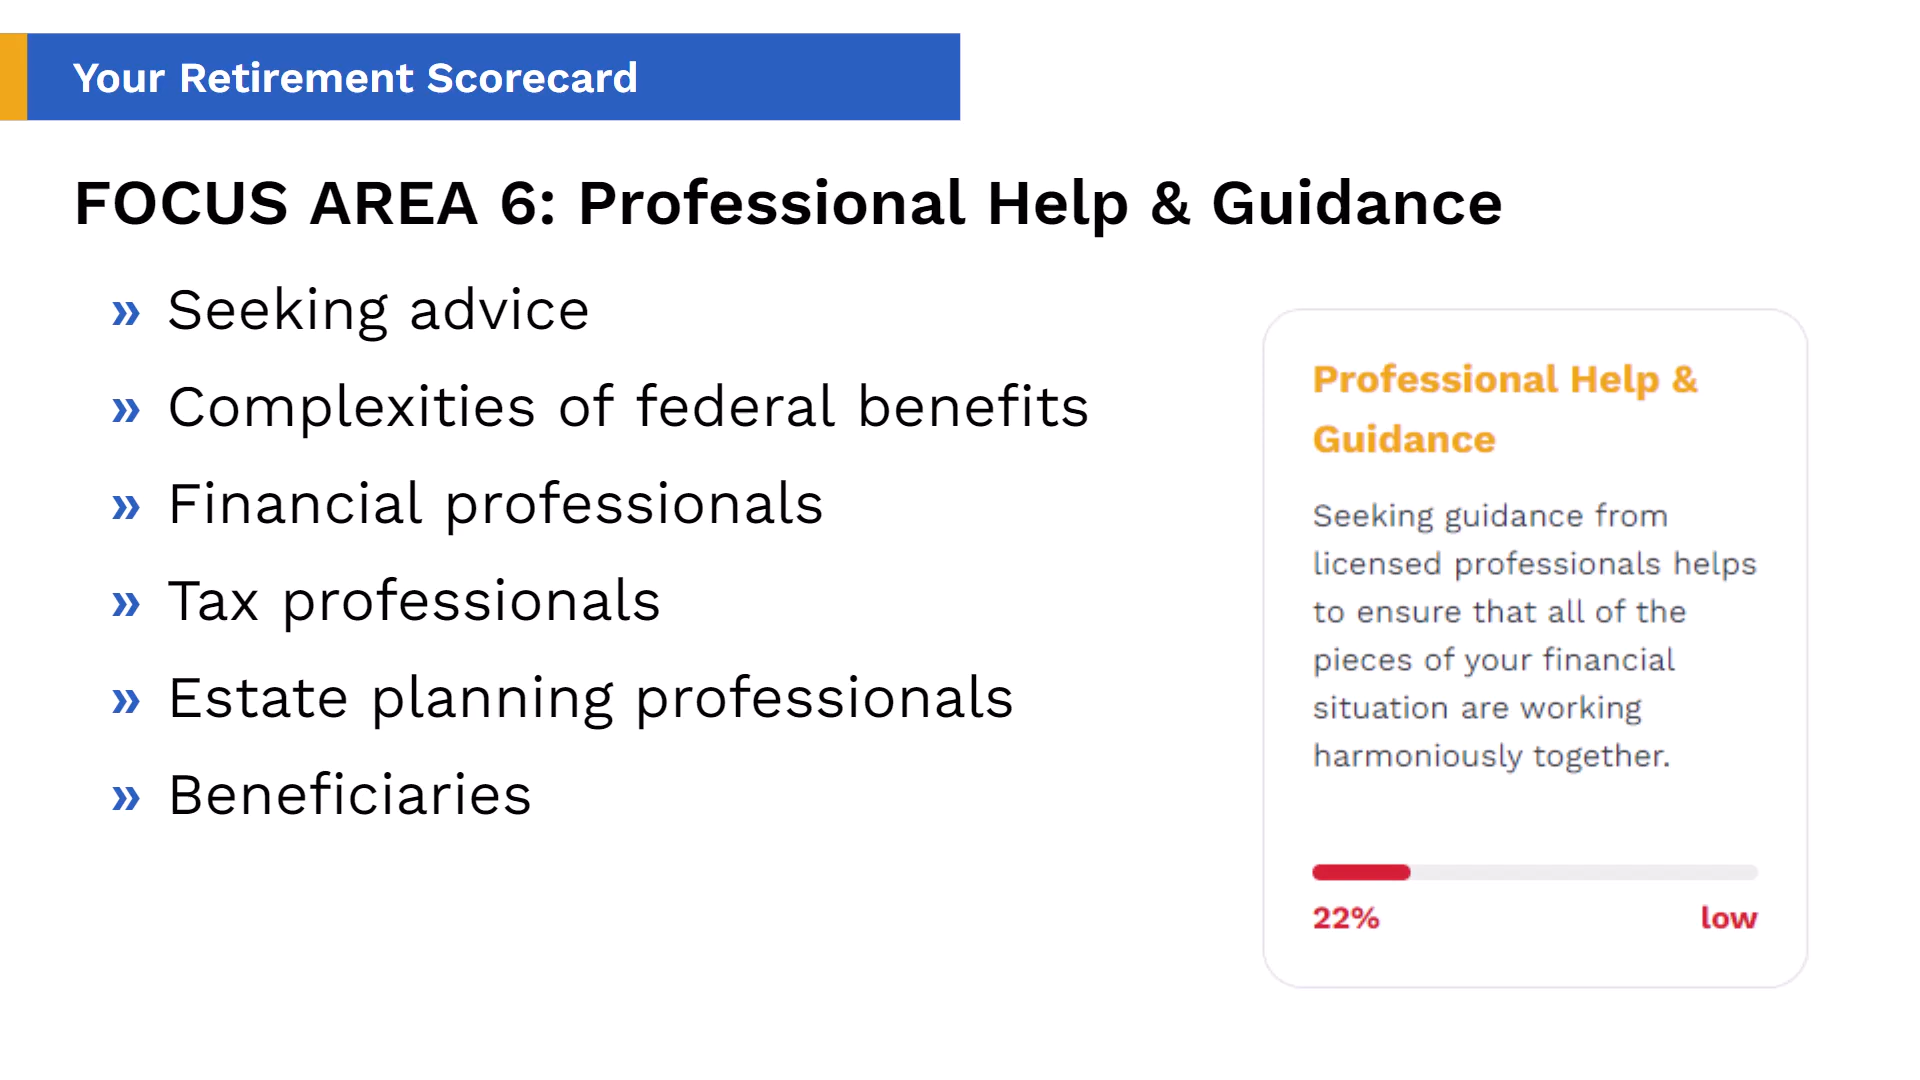 Your Retirement Scorecard
FOCUS AREA 6: Professional Help & Guidance
» Seeking advice
» Complexities of federal benefits
» Financial professionals
» Tax professionals
» Estate planning professionals
» Beneficiaries
Professional Help &
Guidance
Seeking guidance from
licensed professionals helps
to ensure that all of the
pieces of your financial
situation are working
harmoniously together.
22% low